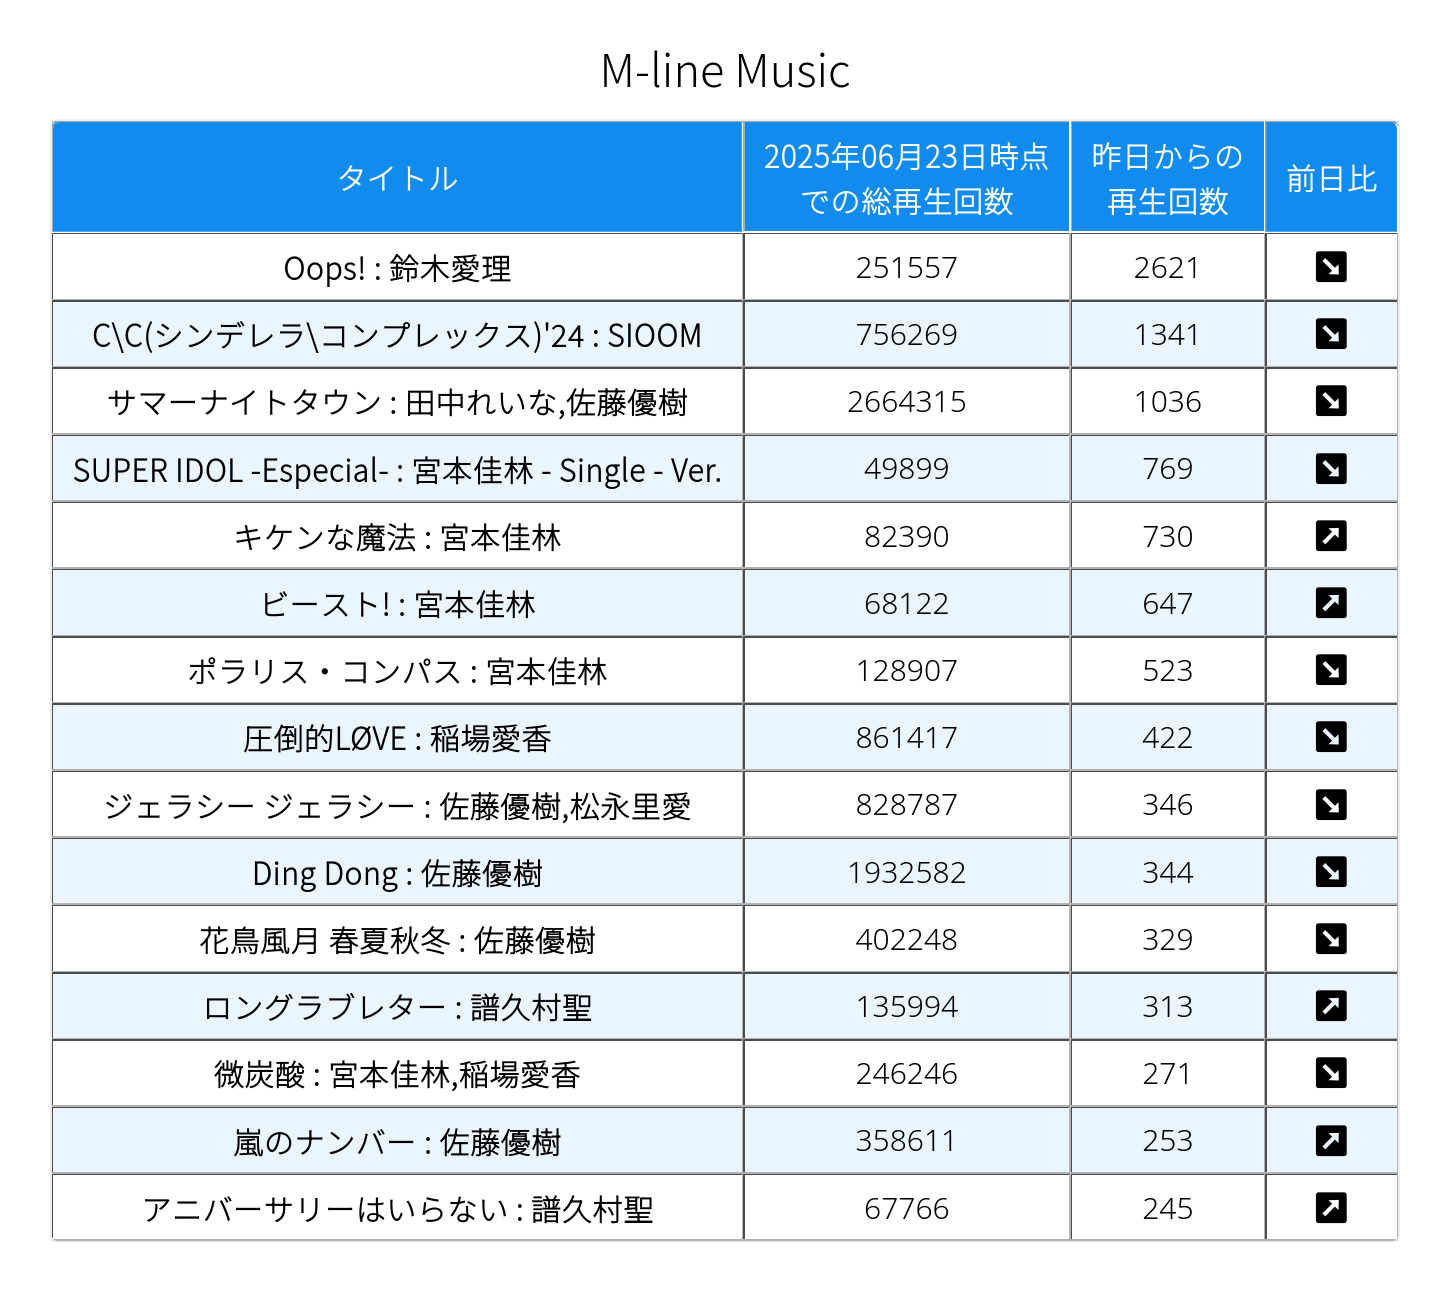 M-line Music
タイトル 2025年06月23日時点での総再生回数 昨日からの再生回数 前日比
Oops! : 鈴木愛理 251557 2621 ↘
C\C(シンデレラ\コンプレックス)'24 : SIOOM 756269 1341 ↘
サマーナイトタウン : 田中れいな,佐藤優樹 2664315 1036 ↘
SUPER IDOL -Especial- : 宮本佳林 - Single - Ver. 49899 769 ↘
キケンな魔法 : 宮本佳林 82390 730 ↗
ビースト! : 宮本佳林 68122 647 ↗
ポラリス・コンパス : 宮本佳林 128907 523 ↘
圧倒的LØVE : 稲場愛香 861417 422 ↘
ジェラシー ジェラシー : 佐藤優樹,松永里愛 828787 346 ↘
Ding Dong : 佐藤優樹 1932582 344 ↘
花鳥風月 春夏秋冬 : 佐藤優樹 402248 329 ↘
ロングラブレター : 譜久村聖 135994 313 ↗
微炭酸 : 宮本佳林,稲場愛香 246246 271 ↘
嵐のナンバー : 佐藤優樹 358611 253 ↗
アニバーサリーはいらない : 譜久村聖 67766 245 ↗